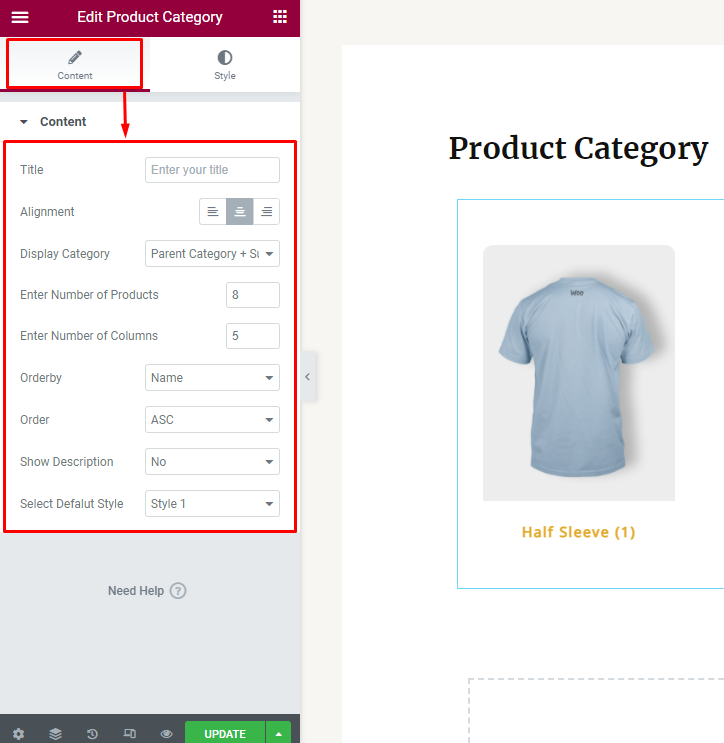 Edit Product Category
Content
Style
Content
Title
Enter your title
Alignment
Display Category
Parent Category + Su
Enter Number of Products
8
Enter Number of Columns
5
Orderby
Name
Order
ASC
Show Description
No
Select Defalut Style
Style 1
Need Help ?
UPDATE
Product Category
Woo
Half Sleeve (1)